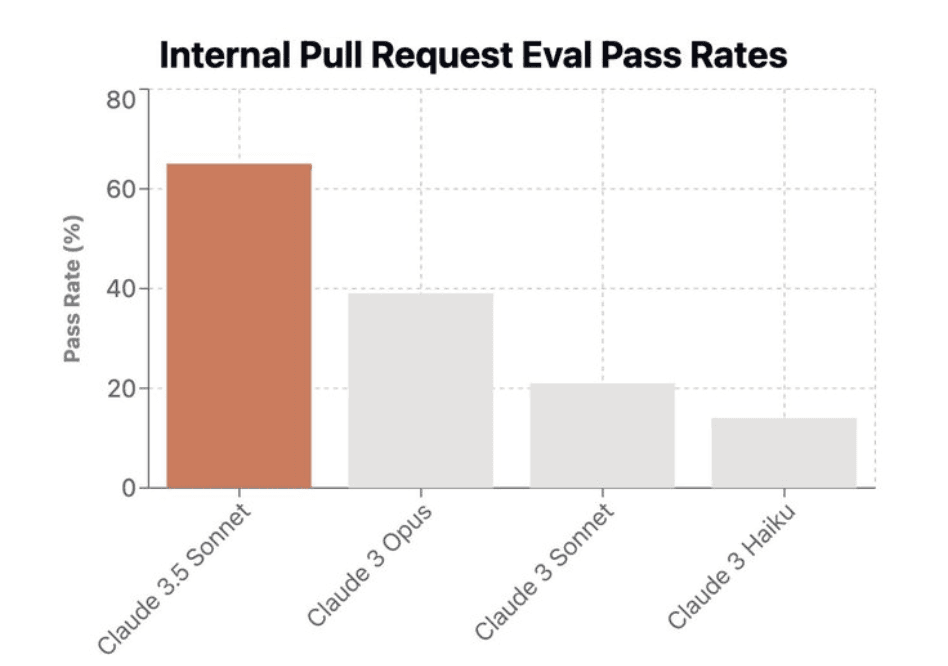 Internal Pull Request Eval Pass Rates
Pass Rate (%)
80
60
40
20
0
Claude 3.5 Sonnet
Claude 3 Opus
Claude 3 Sonnet
Claude 3 Haiku